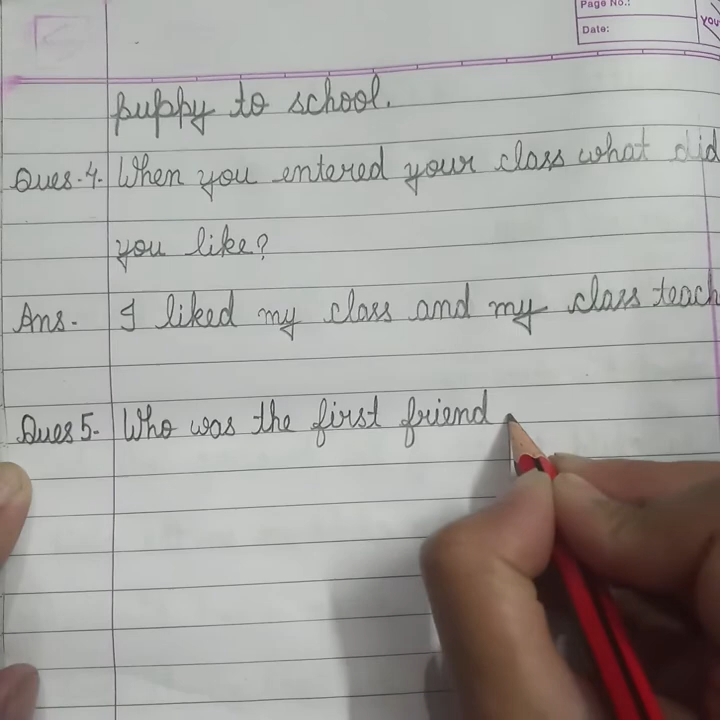 Page No.:
Date:
YOU
puppy to school.
Ques.4. When you entered your class what did
you like?
Ans. I liked my class and my class teach
Ques 5. Who was the first friend